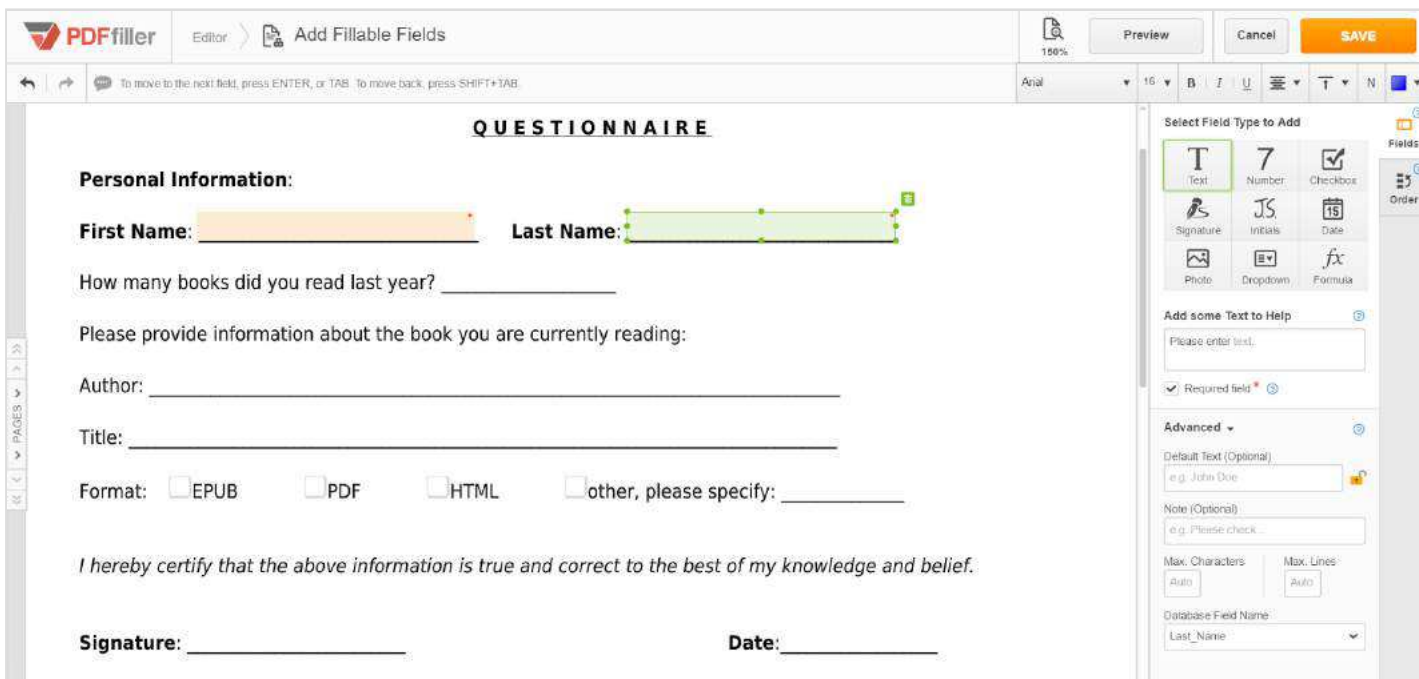 PDFfiller Editor Add Fillable Fields 150% Preview Cancel SAVE
To move to the next field, press ENTER, or TAB. To move back, press SHIFT+TAB. Arial 16 B I U N
QUESTIONNAIRE
Personal Information:
First Name: Last Name:
How many books did you read last year?
Please provide information about the book you are currently reading:
Author:
Title:
Format: EPUB PDF HTML other, please specify:
I hereby certify that the above information is true and correct to the best of my knowledge and belief.
Signature: Date:
PAGES
Select Field Type to Add
Text Number Checkbox
Signature Initials Date
Photo Dropdown Formula
Add some Text to Help
Please enter text.
Required field *
Advanced
Default Text (Optional)
e.g. John Doe
Note (Optional)
e.g. Please check...
Max. Characters Max. Lines
Auto Auto
Database Field Name
Last_Name
Fields
Order